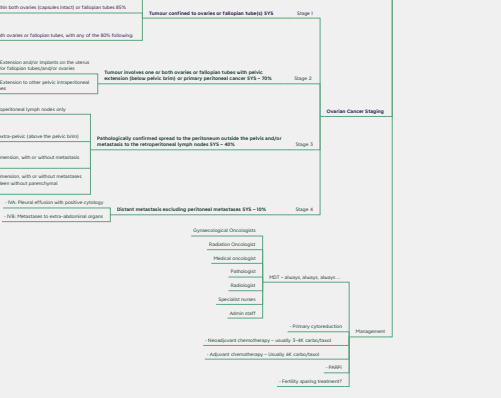 thin both ovaries (capsules intact) or fallopian tubes 85%
Tumour confined to ovaries or fallopian tube(s) 5YS
Stage 1
oth ovaries or fallopian tubes, with any of the 80% following:
Extension and/or implants on the uterus
/or fallopian tubes/and/or ovaries
Extension to other pelvic intraperitoneal
Tumour involves one or both ovaries or fallopian tubes with pelvic
extension (below pelvic brim) or primary peritoneal cancer 5YS – 70%
Stage 2
Ovarian Cancer Staging
operitoneal lymph nodes only
extra-pelvic (above the pelvic brim)
mension, with or without metastasis
mension, with or without metastases
leen without parenchymal
Pathologically confirmed spread to the peritoneum outside the pelvis and/or
metastasis to the retroperitoneal lymph nodes 5YS – 40%
Stage 3
- IVA: Pleural effusion with positive cytology
- IVB: Metastases to extra-abdominal organs
Distant metastasis excluding peritoneal metastases 5YS – 10%
Stage 4
Gynaecological Oncologists
Radiation Oncologist
Medical oncologist
Pathologist
Radiologist
Specialist nurses
Admin staff
MDT – always, always, always ...
Management
- Primary cytoreduction
- Neoadjuvant chemotherapy – usually 3-4K carbo/taxol
- Adjuvant chemotherapy – Usually 6K carbo/taxol
- PARPi
- Fertility sparing treatment?